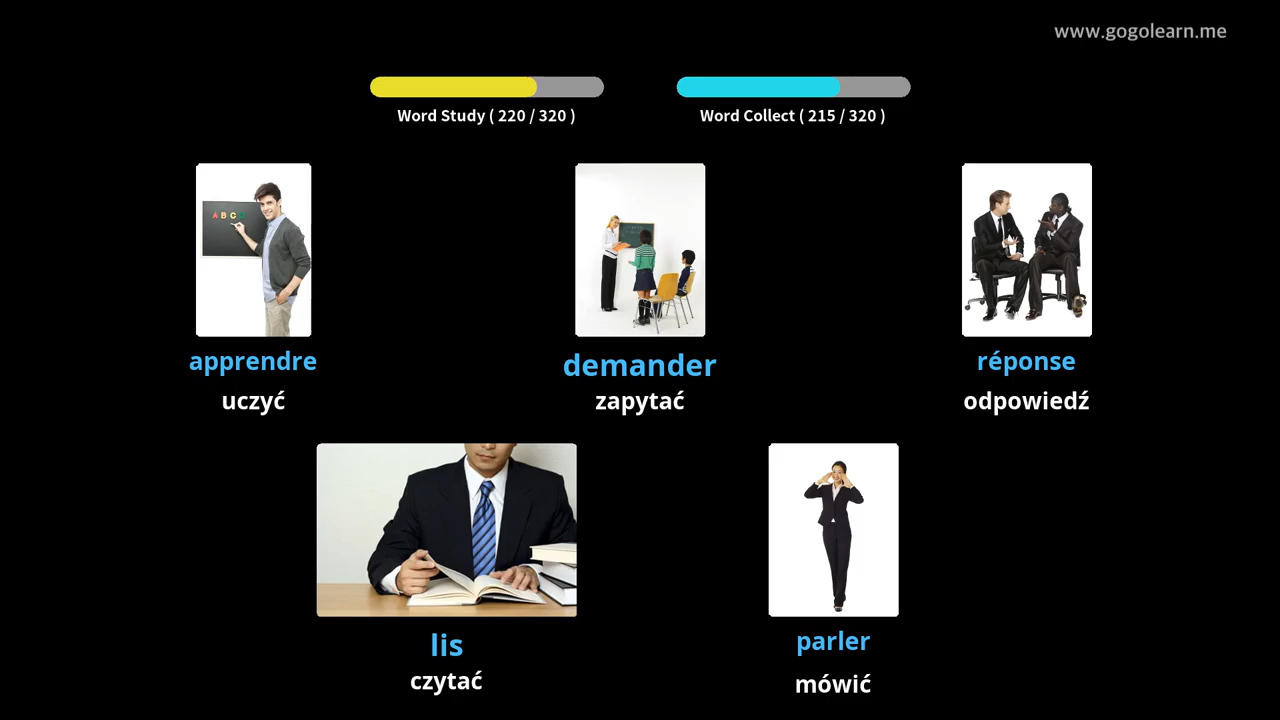 www.gogolearn.me
Word Study ( 220 / 320 )
Word Collect ( 215 / 320 )
A B C D
apprendre
uczyć
demander
zapytać
réponse
odpowiedź
lis
czytać
parler
mówić